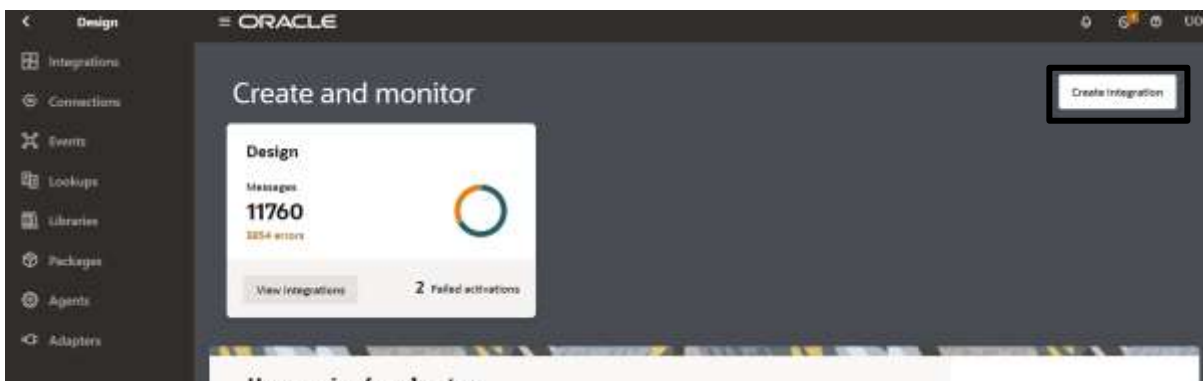 Design
ORACLE
Integrations
Connections
Events
Lookups
Libraries
Packages
Agents
Adapters
Create and monitor
Create Integration
Design
Messages
11760
errors
View Integrations
2 Failed activations